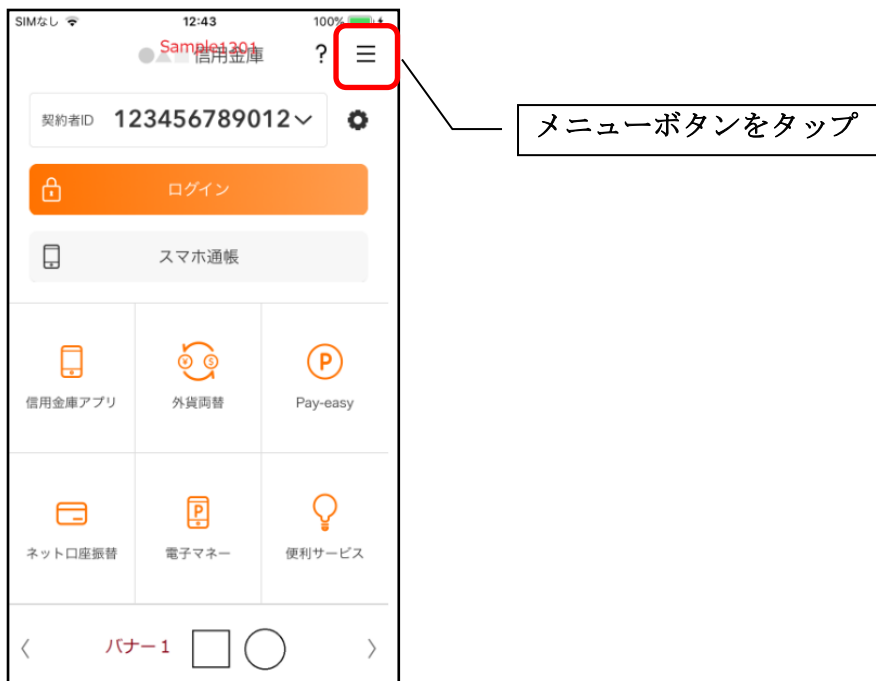 SIMなし 12:43 100%
Sample1201
●▲■信用金庫 ?
契約者ID 123456789012
メニューボタンをタップ
ログイン
スマホ通帳
信用金庫アプリ 外貨両替 Pay-easy
ネット口座振替 電子マネー 便利サービス
バナー1